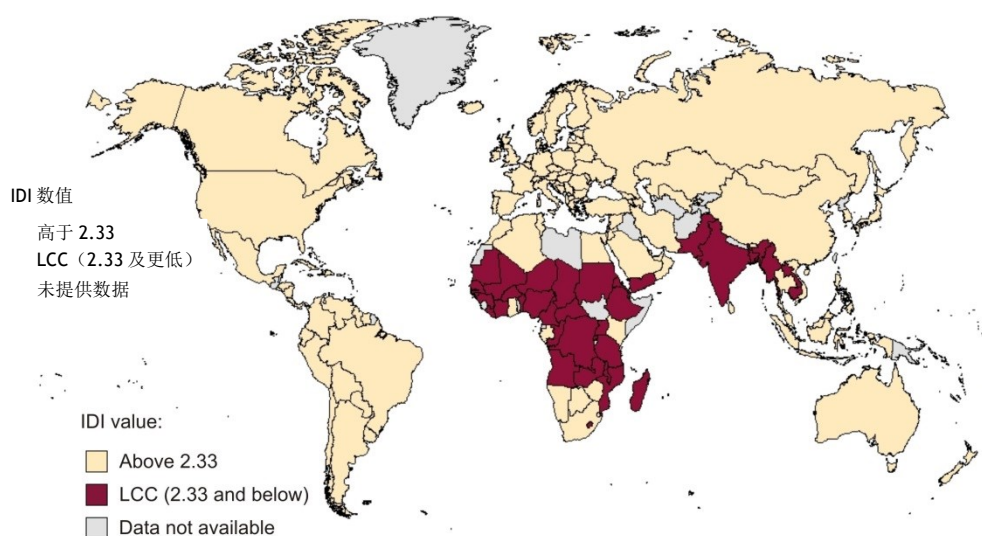 IDI 数值
高于 2.33
LCC（2.33 及更低）
未提供数据
IDI value:
Above 2.33
LCC (2.33 and below)
Data not available